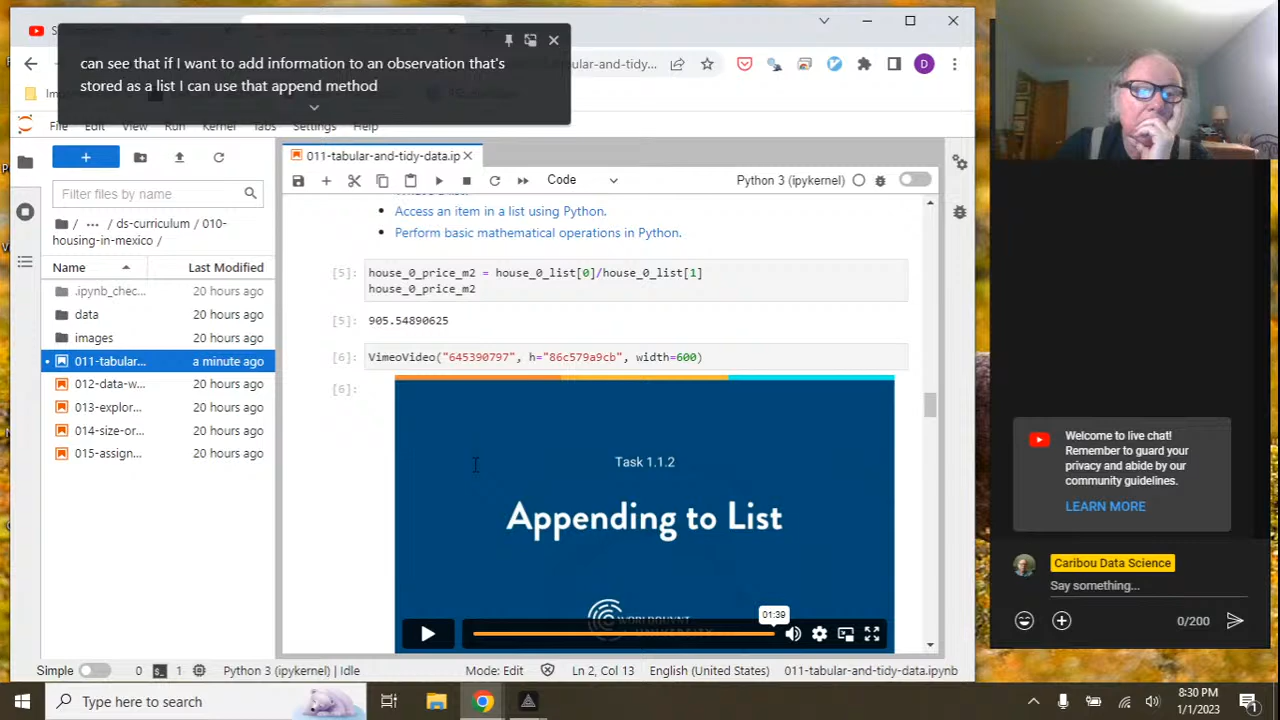 can see that if I want to add information to an observation that's
stored as a list I can use that append method
ular-and-tidy...
D
File Edit View Run Kernel Tabs Settings Help
011-tabular-and-tidy-data.ip
Code
Python 3 (ipykernel)
Filter files by name
/ ... / ds-curriculum / 010-
housing-in-mexico /
Name
Last Modified
.ipynb_chec...
20 hours ago
data
20 hours ago
images
20 hours ago
011-tabular...
a minute ago
012-data-w...
20 hours ago
013-explor...
20 hours ago
014-size-or...
20 hours ago
015-assign...
20 hours ago
Access an item in a list using Python.
Perform basic mathematical operations in Python.
[5]:
house_0_price_m2 = house_0_list[0]/house_0_list[1]
house_0_price_m2
[5]:
905.54890625
[6]:
VimeoVideo("645390797", h="86c579a9cb", width=600)
[6]:
Task 1.1.2
Appending to List
01:39
Simple
0
1
Python 3 (ipykernel) | Idle
Mode: Edit
Ln 2, Col 13
English (United States)
011-tabular-and-tidy-data.ipynb
Welcome to live chat!
Remember to guard your
privacy and abide by our
community guidelines.
LEARN MORE
Caribou Data Science
Say something...
0/200
Type here to search
8:30 PM
1/1/2023
1